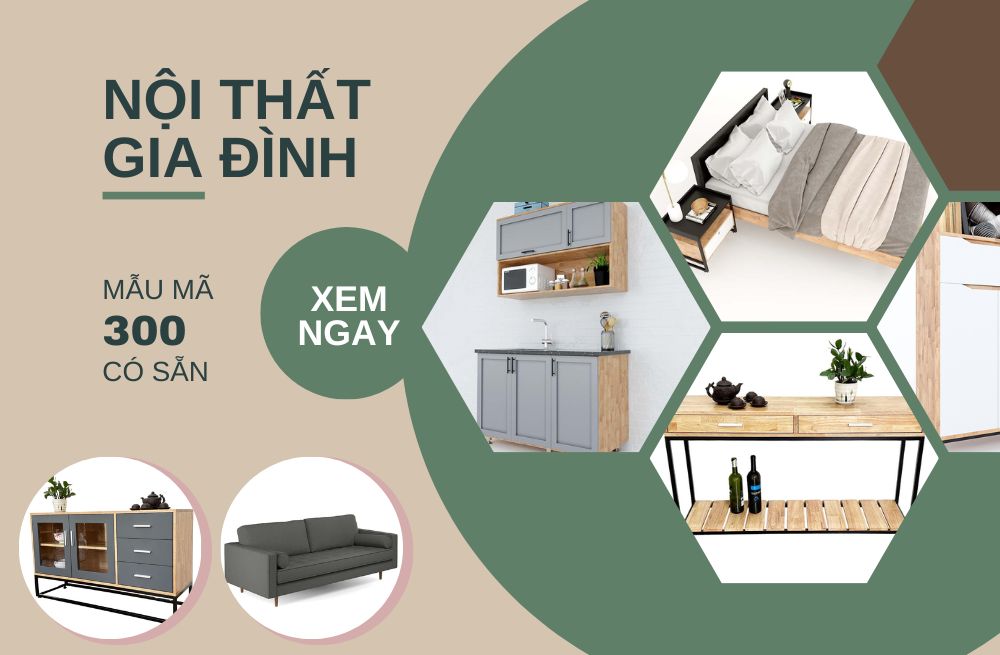 NỘI THẤT
GIA ĐÌNH
MẪU MÃ
300
CÓ SẴN
XEM
NGAY